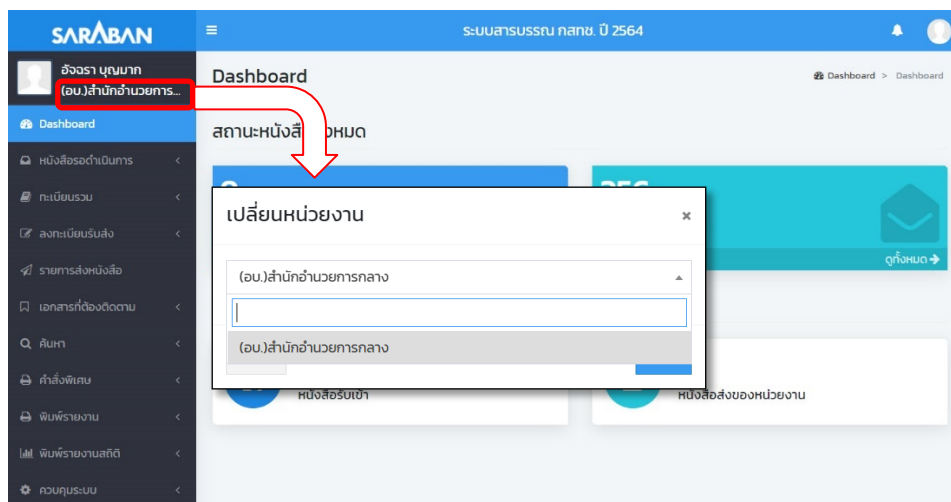 SARABAN
ระบบสารบรรณ กสทช. ปี 2564
อัจฉรา บุญมาก
(อบ.)สำนักอำนวยการ...
Dashboard
Dashboard > Dashboard
Dashboard
หนังสือรอดำเนินการ
ทะเบียนรวม
ลงทะเบียนรับส่ง
รายการส่งหนังสือ
เอกสารที่ต้องติดตาม
ค้นหา
คำสั่งพิเศษ
พิมพ์รายงาน
พิมพ์รายงานสถิติ
ควบคุมระบบ
สถานะหนังสือ
ดูทั้งหมด
เปลี่ยนหน่วยงาน
×
(อบ.)สำนักอำนวยการกลาง
(อบ.)สำนักอำนวยการกลาง
หนังสือรับเข้า
หนังสือส่งของหน่วยงาน